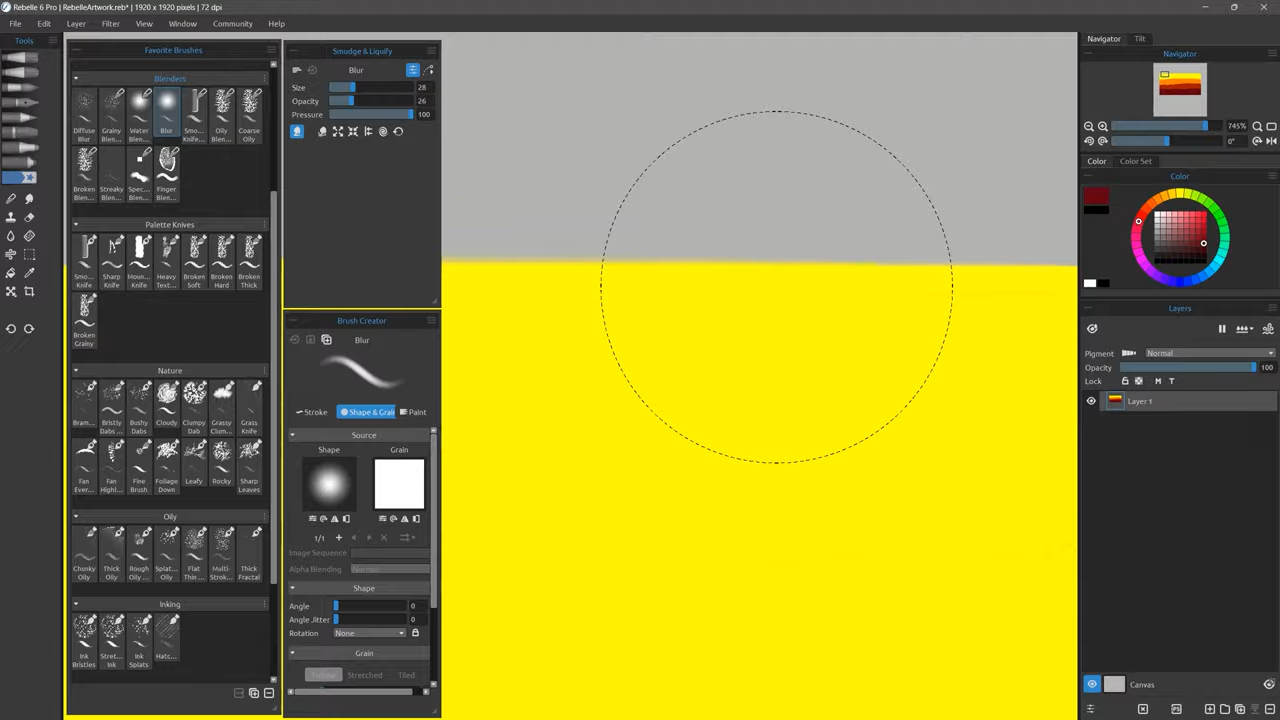 Rebelle 6 Pro | RebelleArtwork.reb* | 1920 x 1920 pixels | 72 dpi
File Edit Layer Filter View Window Community Help
Tools
Favorite Brushes
Blenders
Diffuse Blur
Grainy Blen...
Water Blen...
Blur
Smo... Knife...
Oily Blen...
Coarse Oily
Broken Blen...
Streaky Blen...
Spec... Blen...
Finger Blen...
Palette Knives
Smo... Knife
Sharp Knife
Moun... Knife
Heavy Text...
Broken Soft
Broken Hard
Broken Thick
Broken Grainy
Nature
Bram...
Bristly Dabs
Bushy Dabs
Cloudy
Clumpy Dab
Grassy Clum...
Grass Knife
Fan Ever...
Fan Highl...
Fine Brush
Foliage Down
Leafy
Rocky
Sharp Leaves
Oily
Chunky Oily
Thick Oily
Rough Oily ...
Splat... Oily
Flat Thin ...
Multi- Strok...
Thick Fractal
Inking
Ink Bristles
Stret... Ink
Ink Splats
Hatc...
Smudge & Liquify
Blur
Size 28
Opacity 26
Pressure 100
Brush Creator
Blur
Stroke Shape & Grain Paint
Source
Shape Grain
1/1
Image Sequence
Alpha Blending Normal
Shape
Angle 0
Angle Jitter 0
Rotation None
Grain
Stretched Tiled
Navigator Tilt
Navigator
745%
0°
Color Color Set
Color
Layers
Pigment Normal
Opacity 100
Lock M T
Layer 1
Canvas